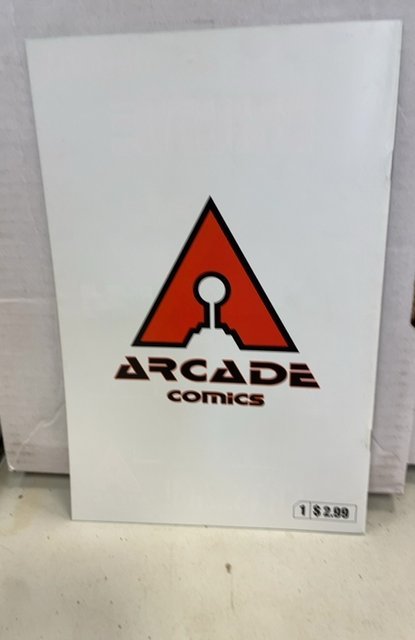 ARCADE
comics
1 $2.99